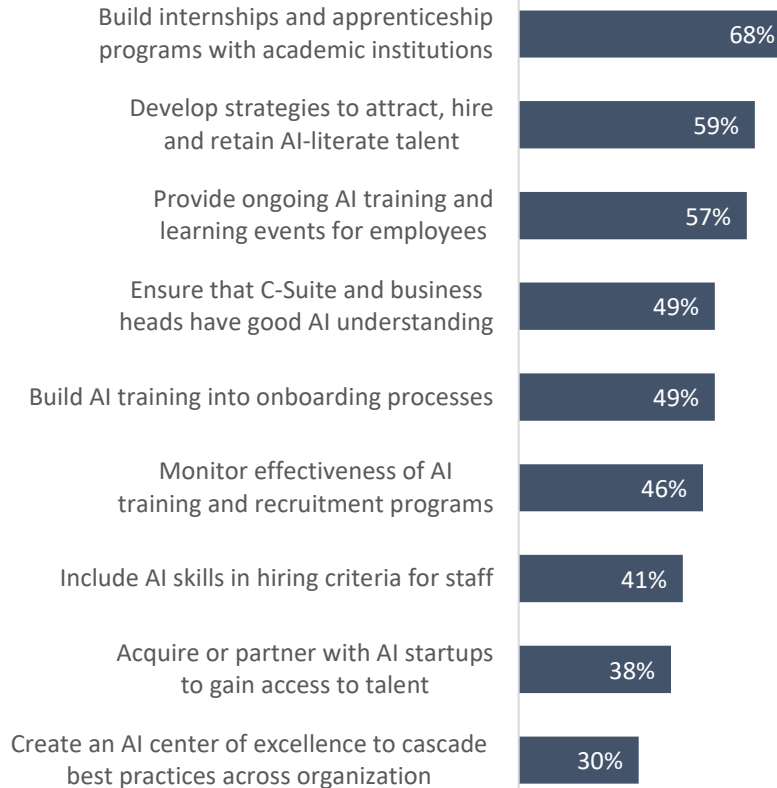 Build internships and apprenticeship
programs with academic institutions
68%
Develop strategies to attract, hire
and retain AI-literate talent
59%
Provide ongoing AI training and
learning events for employees
57%
Ensure that C-Suite and business
heads have good AI understanding
49%
Build AI training into onboarding processes
49%
Monitor effectiveness of AI
training and recruitment programs
46%
Include AI skills in hiring criteria for staff
41%
Acquire or partner with AI startups
to gain access to talent
38%
Create an AI center of excellence to cascade
best practices across organization
30%